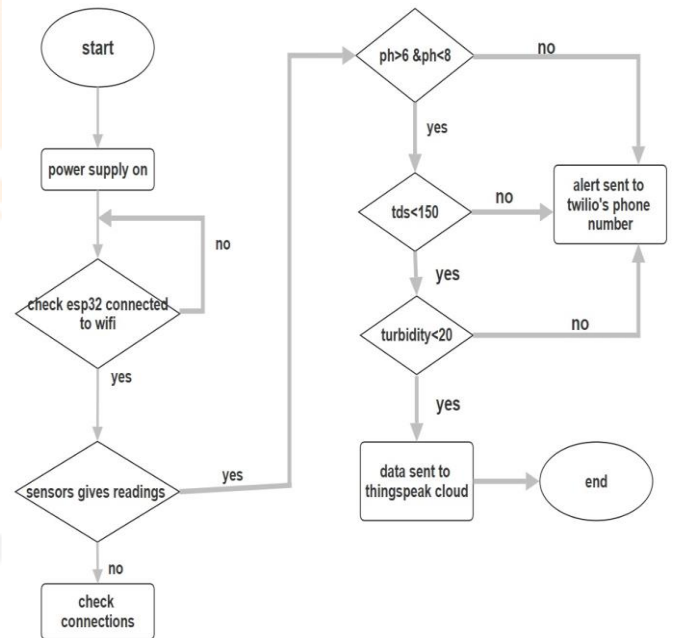 start
power supply on
no
check esp32 connected
to wifi
yes
sensors gives readings
yes
no
check
connections
ph>6 &ph<8
no
yes
tds<150
no
alert sent to
twilio's phone
number
yes
turbidity<20
no
yes
data sent to
thingspeak cloud
end